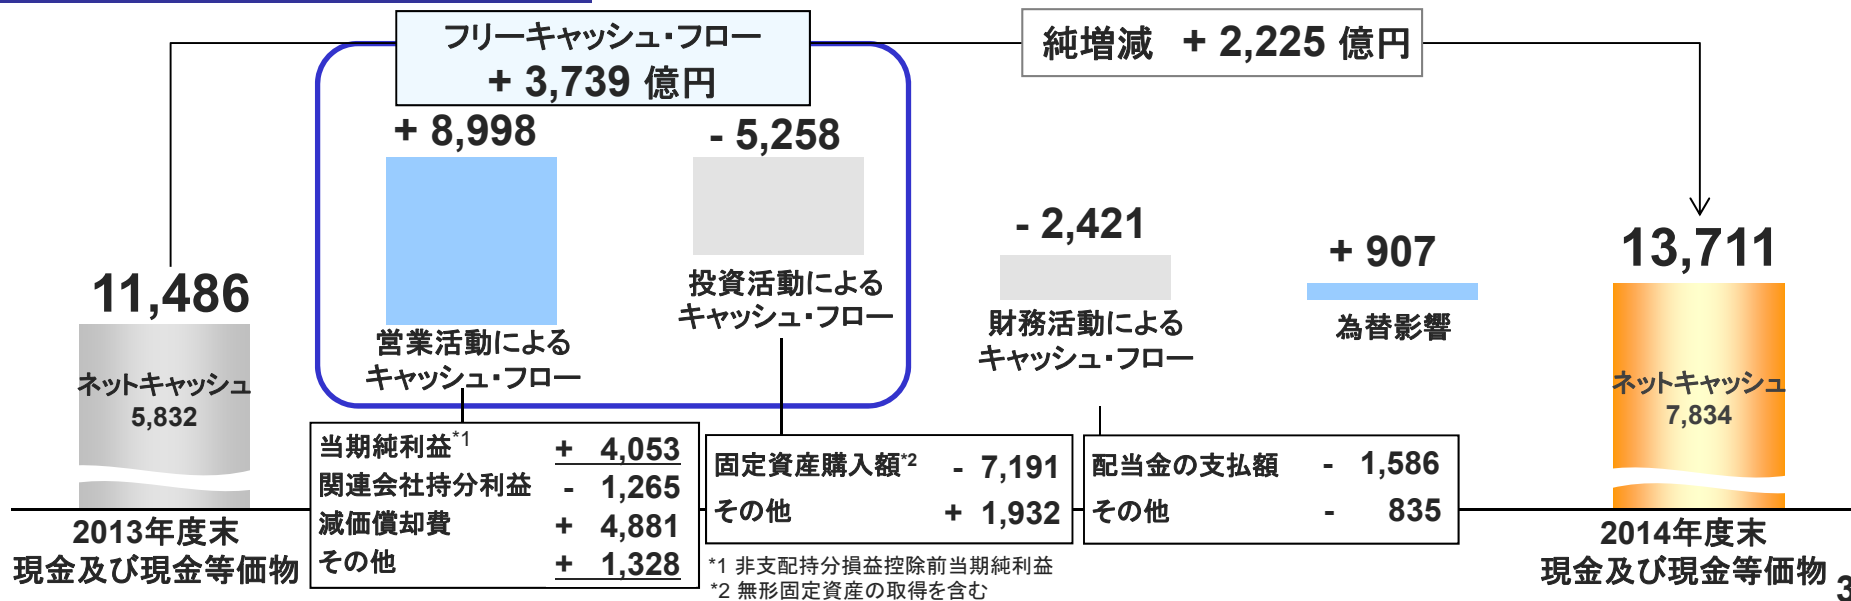 フリーキャッシュ・フロー
+ 3,739 億円
純増減 + 2,225 億円
+ 8,998
- 5,258
- 2,421
+ 907
11,486
13,711
営業活動による
キャッシュ・フロー
投資活動による
キャッシュ・フロー
財務活動による
キャッシュ・フロー
為替影響
ネットキャッシュ
5,832
ネットキャッシュ
7,834
当期純利益*1 + 4,053
関連会社持分利益 - 1,265
減価償却費 + 4,881
その他 + 1,328
固定資産購入額*2 - 7,191
その他 + 1,932
配当金の支払額 - 1,586
その他 - 835
2013年度末
現金及び現金等価物
2014年度末
現金及び現金等価物
*1 非支配持分損益控除前当期純利益
*2 無形固定資産の取得を含む
3